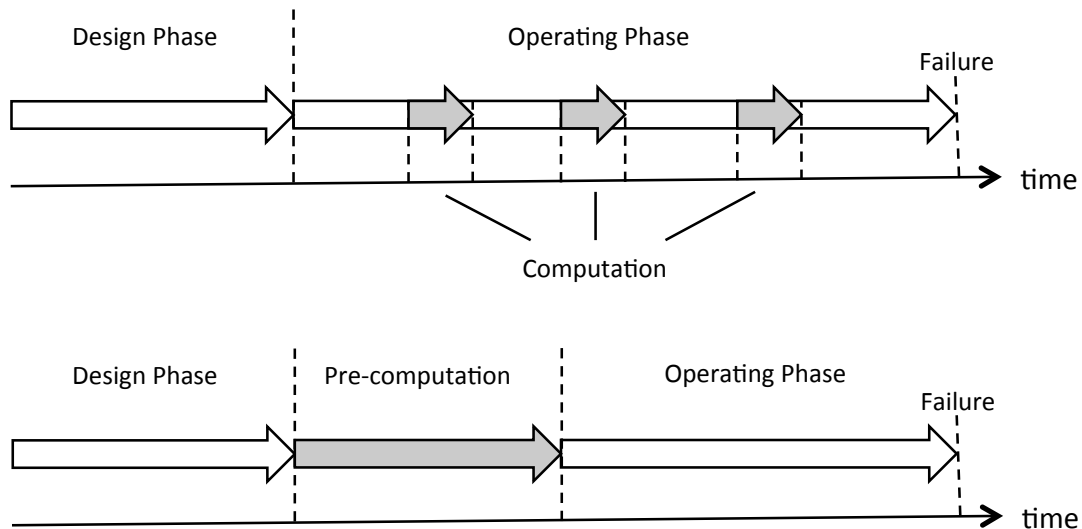 Design Phase
Operating Phase
Failure
time
Computation
Design Phase
Pre-computation
Operating Phase
Failure
time